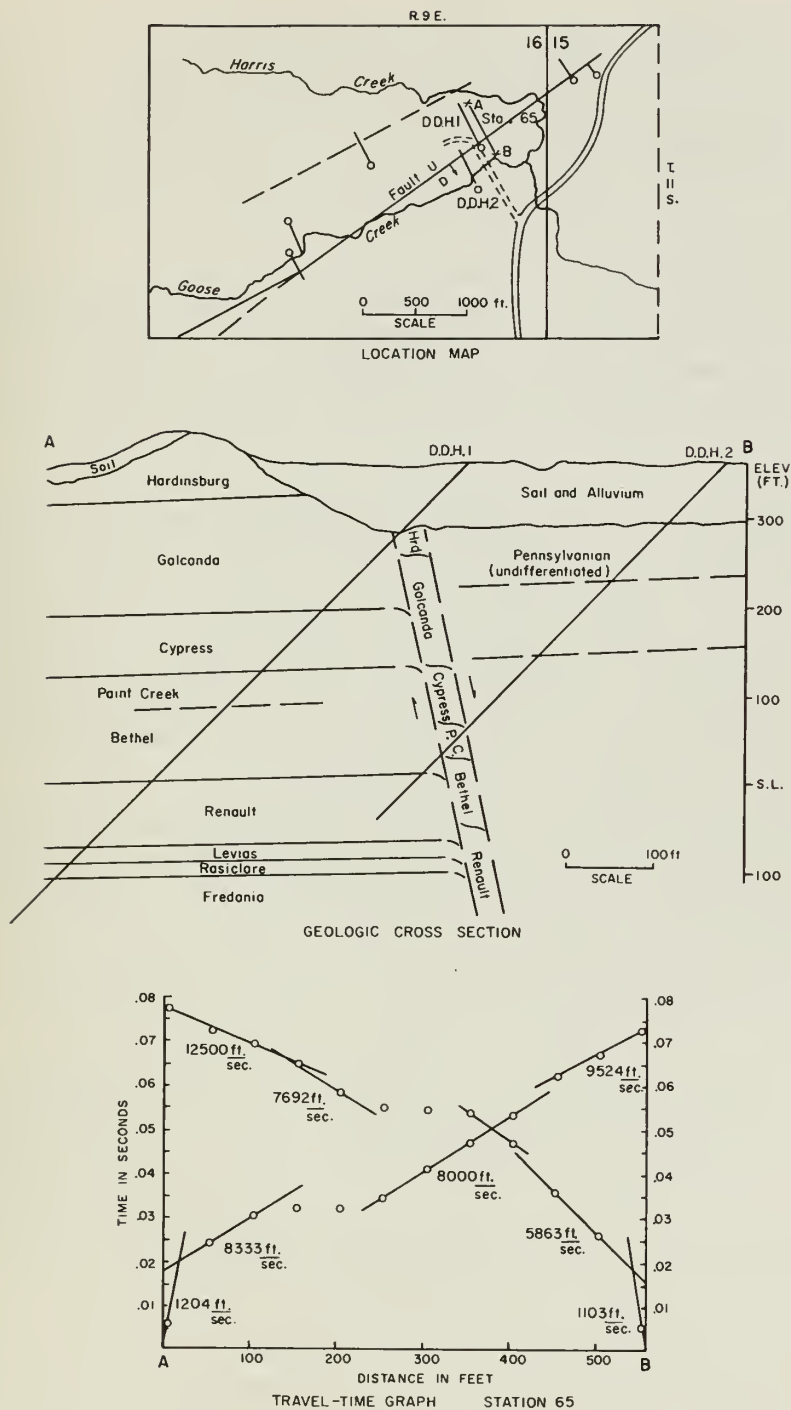 R. 9 E.
16 15
Harris Creek
A
D.D.H.1
Sta. 65
B
Fault U
D
D.D.H.2
T. 11 S.
Goose Creek
0 500 1000 ft.
SCALE
LOCATION MAP
A
B
D.D.H.1
D.D.H.2
ELEV.
(FT.)
Soil
Hardinsburg
Soil and Alluvium
300
Hrd.
Golconda
Golconda
Pennsylvanian
(undifferentiated)
200
Cypress
Cypress
Paint Creek
100
P.C.
Bethel
Bethel
S.L.
Renault
Renault
Levias
Rosiclare
Fredonia
0 100 ft
SCALE
100
GEOLOGIC CROSS SECTION
.08
.07
.06
.05
.04
.03
.02
.01
TIME IN SECONDS
12500 ft.
sec.
7692 ft.
sec.
9524 ft.
sec.
8000 ft.
sec.
8333 ft.
sec.
5863 ft.
sec.
1204 ft.
sec.
1103 ft.
sec.
.08
.07
.06
.05
.04
.03
.02
.01
A 100 200 300 400 500 B
DISTANCE IN FEET
TRAVEL-TIME GRAPH STATION 65